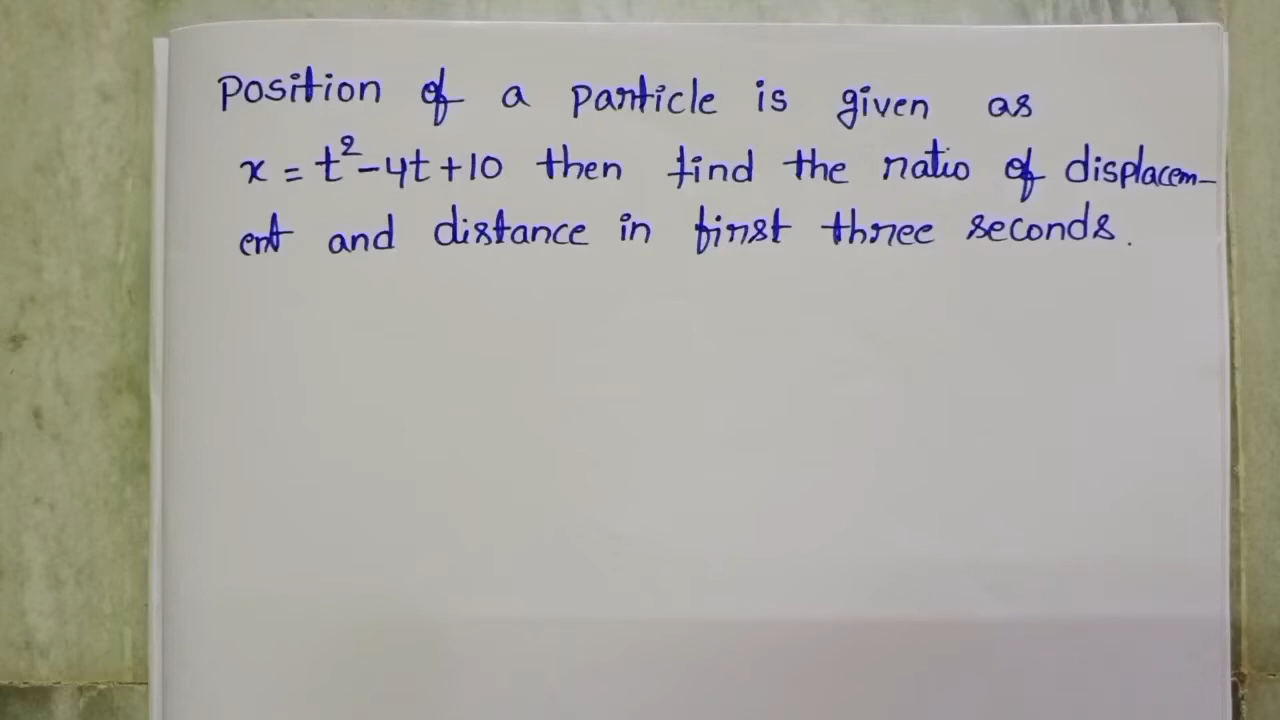 Position of a particle is given as
x = t² - 4t + 10 then find the ratio of displacem-
ent and distance in first three seconds.